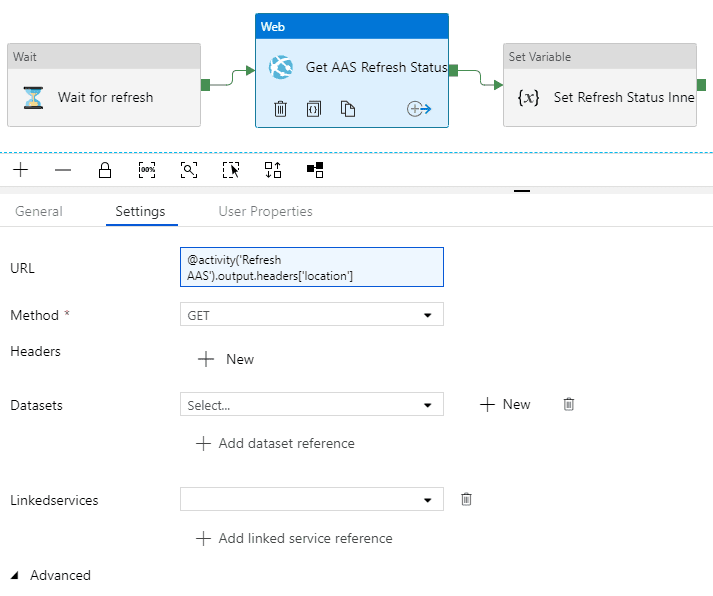 Wait
Wait for refresh
Web
Get AAS Refresh Status
Set Variable
{x}
Set Refresh Status Inne
100%
General
Settings
User Properties
URL
@activity('Refresh
AAS').output.headers['location']
Method *
GET
Headers
+ New
Datasets
Select...
+ New
+ Add dataset reference
Linkedservices
+ Add linked service reference
Advanced